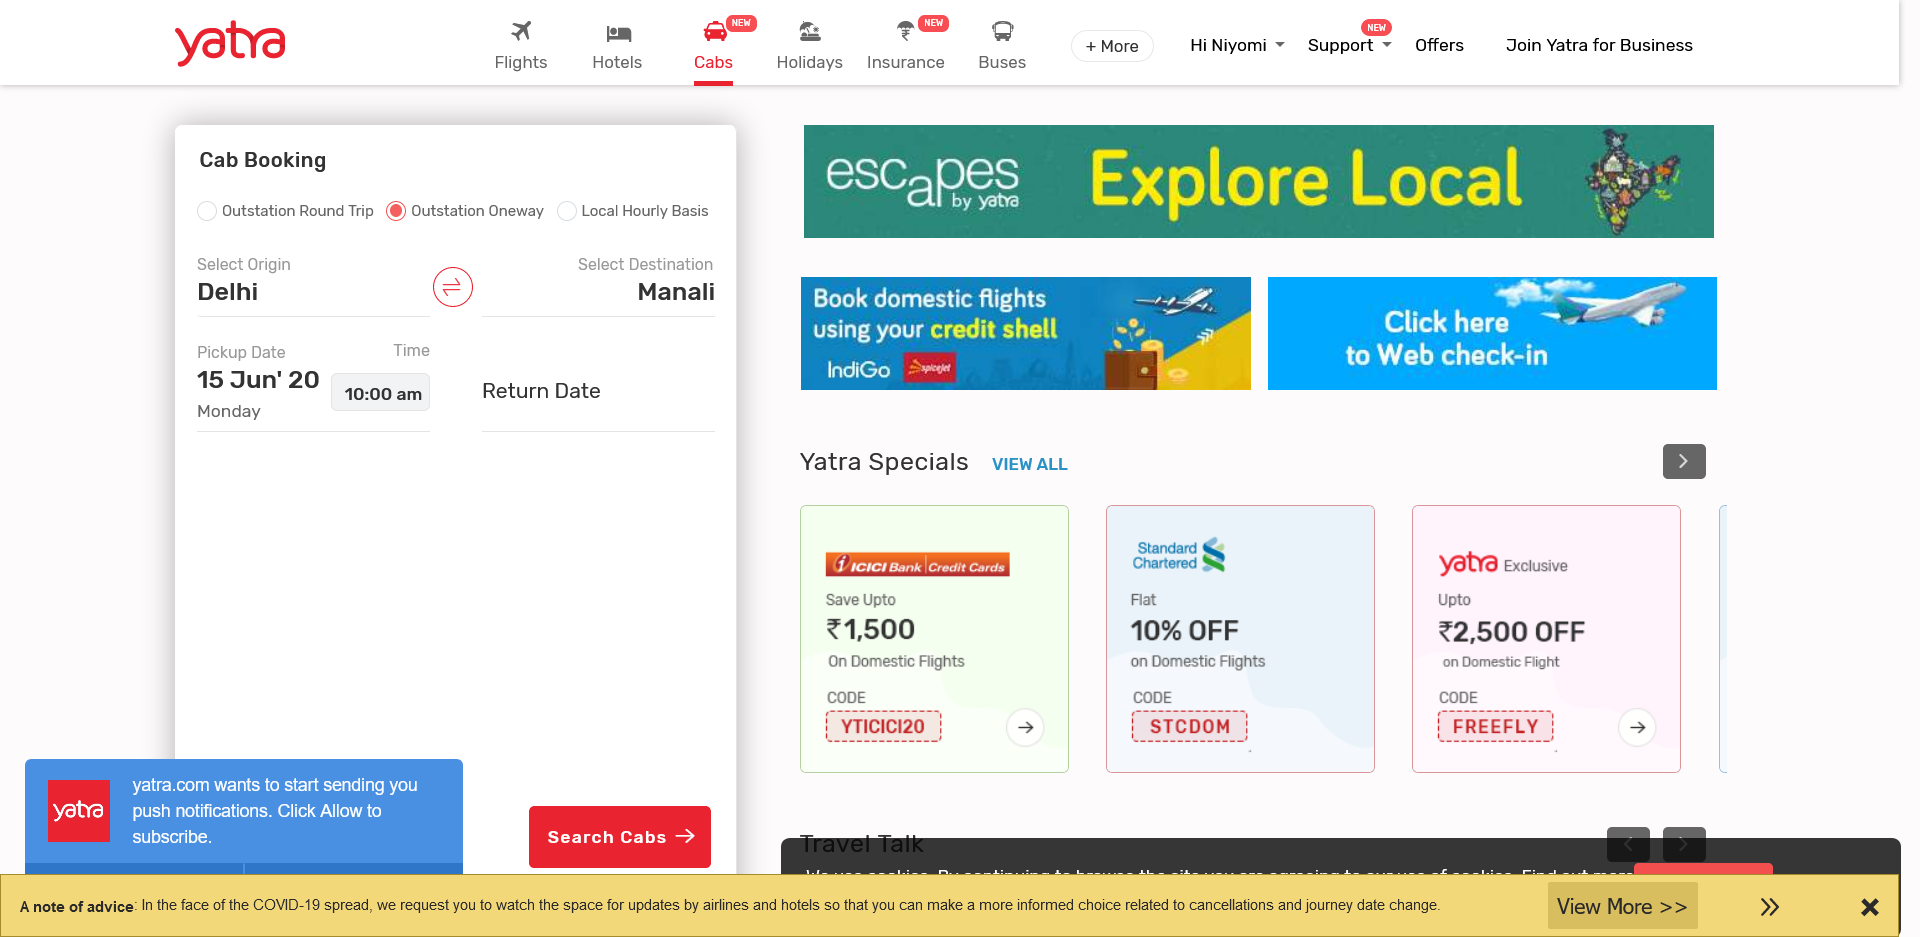 yatra
Flights
Hotels
NEW
Cabs
Holidays
NEW
Insurance
Buses
+ More
Hi Niyomi
NEW
Support
Offers
Join Yatra for Business
Cab Booking
Outstation Round Trip
Outstation Oneway
Local Hourly Basis
Select Origin
Delhi
Select Destination
Manali
Pickup Date
15 Jun' 20
Monday
Time
10:00 am
Return Date
Search Cabs
escapes
by yatra
Explore Local
Book domestic flights
using your credit shell
IndiGo
spicejet
Click here
to Web check-in
Yatra Specials
VIEW ALL
ICICI Bank Credit Cards
Save Upto
₹1,500
On Domestic Flights
CODE
YTICICI20
Standard
Chartered
Flat
10% OFF
on Domestic Flights
CODE
STCDOM
yatra Exclusive
Upto
₹2,500 OFF
on Domestic Flight
CODE
FREEFLY
Travel Talk
yatra
yatra.com wants to start sending you
push notifications. Click Allow to
subscribe.
We use cookies. By continuing to browse the site you are agreeing to our use of cookies. Find out more
A note of advice: In the face of the COVID-19 spread, we request you to watch the space for updates by airlines and hotels so that you can make a more informed choice related to cancellations and journey date change.
View More >>